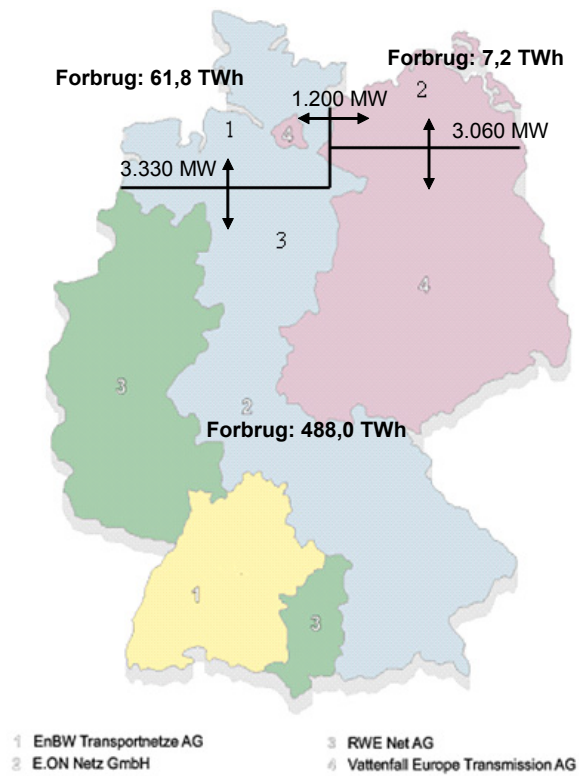 Forbrug: 7,2 TWh
Forbrug: 61,8 TWh
2
1.200 MW
1
4
3.060 MW
3.330 MW
3
4
3
2
Forbrug: 488,0 TWh
1
3
1 EnBW Transportnetze AG
2 E.ON Netz GmbH
3 RWE Net AG
4 Vattenfall Europe Transmission AG